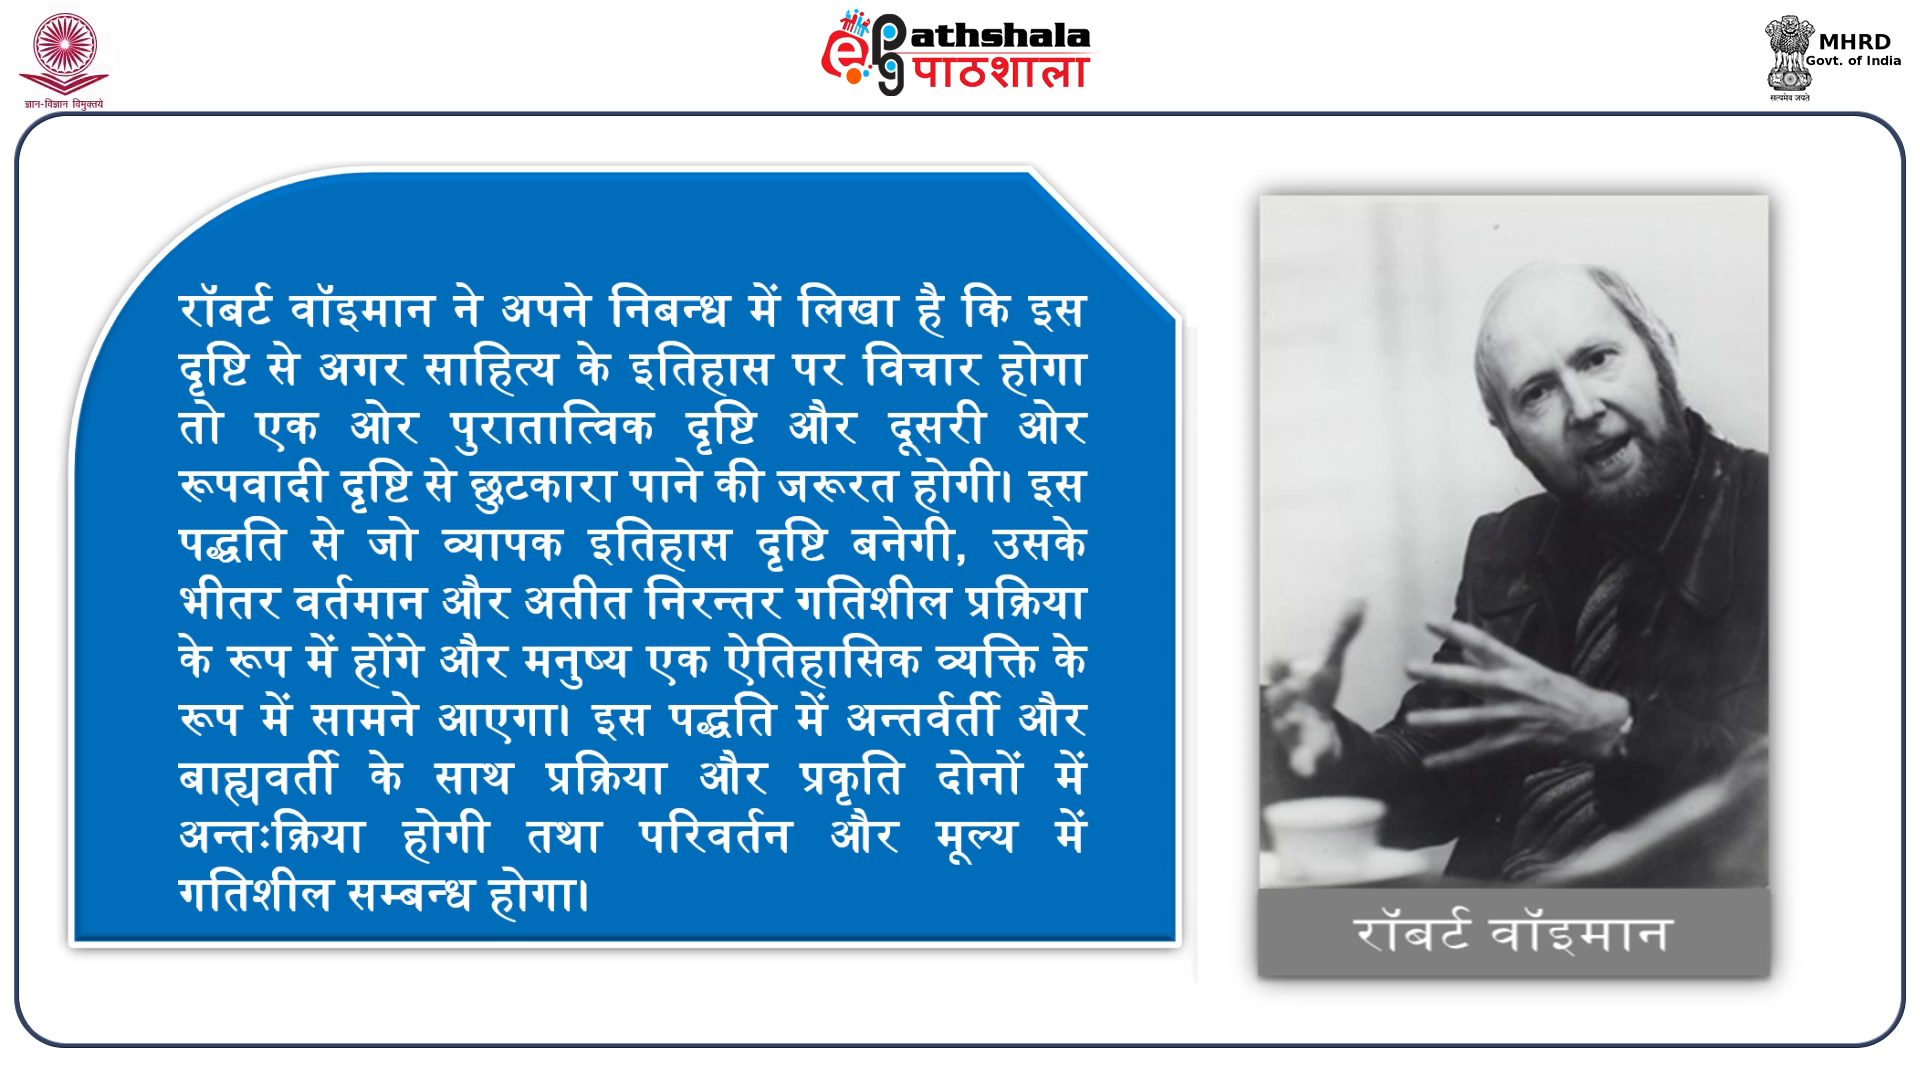 ज्ञान-विज्ञान विमुक्तये
ePathshala
पाठशाला
MHRD
Govt. of India
सत्यमेव जयते
रॉबर्ट वॉइमान ने अपने निबन्ध में लिखा है कि इस
दृष्टि से अगर साहित्य के इतिहास पर विचार होगा
तो एक ओर पुरातात्विक दृष्टि और दूसरी ओर
रूपवादी दृष्टि से छुटकारा पाने की जरूरत होगी। इस
पद्धति से जो व्यापक इतिहास दृष्टि बनेगी, उसके
भीतर वर्तमान और अतीत निरन्तर गतिशील प्रक्रिया
के रूप में होंगे और मनुष्य एक ऐतिहासिक व्यक्ति के
रूप में सामने आएगा। इस पद्धति में अन्तर्वर्ती और
बाह्यवर्ती के साथ प्रक्रिया और प्रकृति दोनों में
अन्तःक्रिया होगी तथा परिवर्तन और मूल्य में
गतिशील सम्बन्ध होगा।
रॉबर्ट वॉइमान